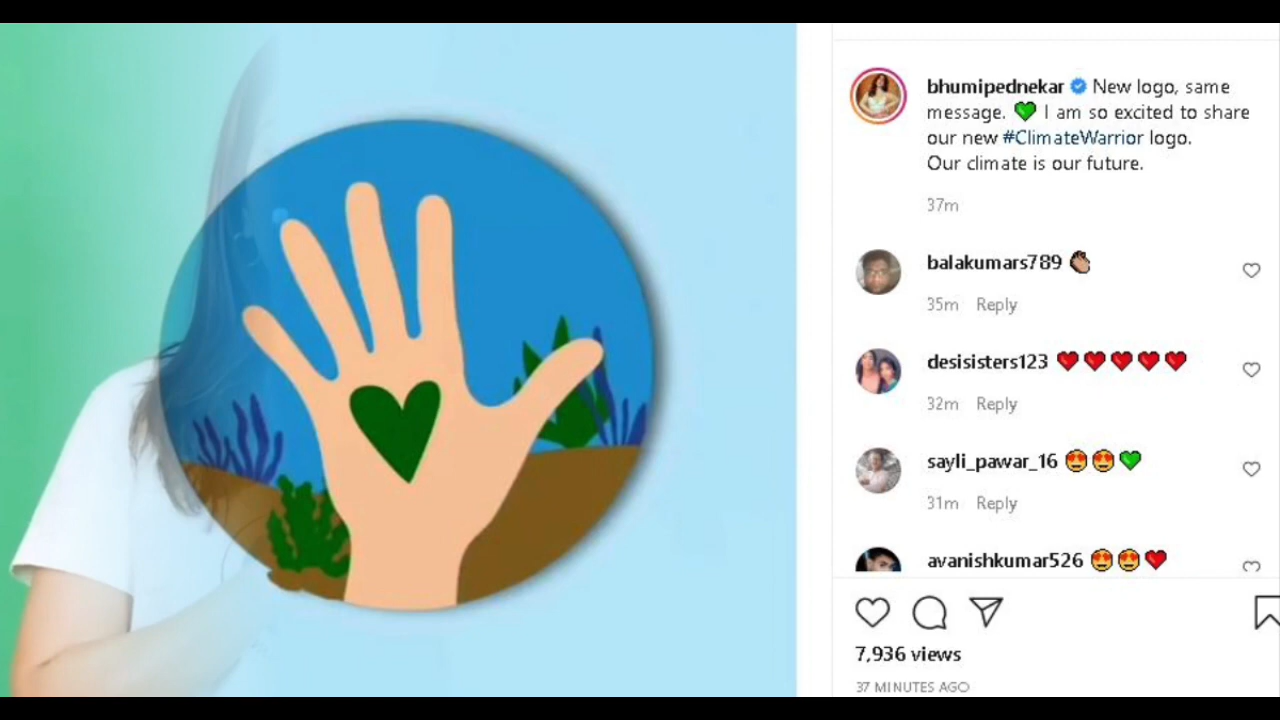 bhumipednekar New logo, same
message. 💚 I am so excited to share
our new #ClimateWarrior logo.
Our climate is our future.
37m
balakumars789 👏🏽
35m Reply
desisisters123 ❤️❤️❤️❤️❤️
32m Reply
sayli_pawar_16 😍😍💚
31m Reply
avanishkumar526 😍😍❤️
7,936 views
37 MINUTES AGO